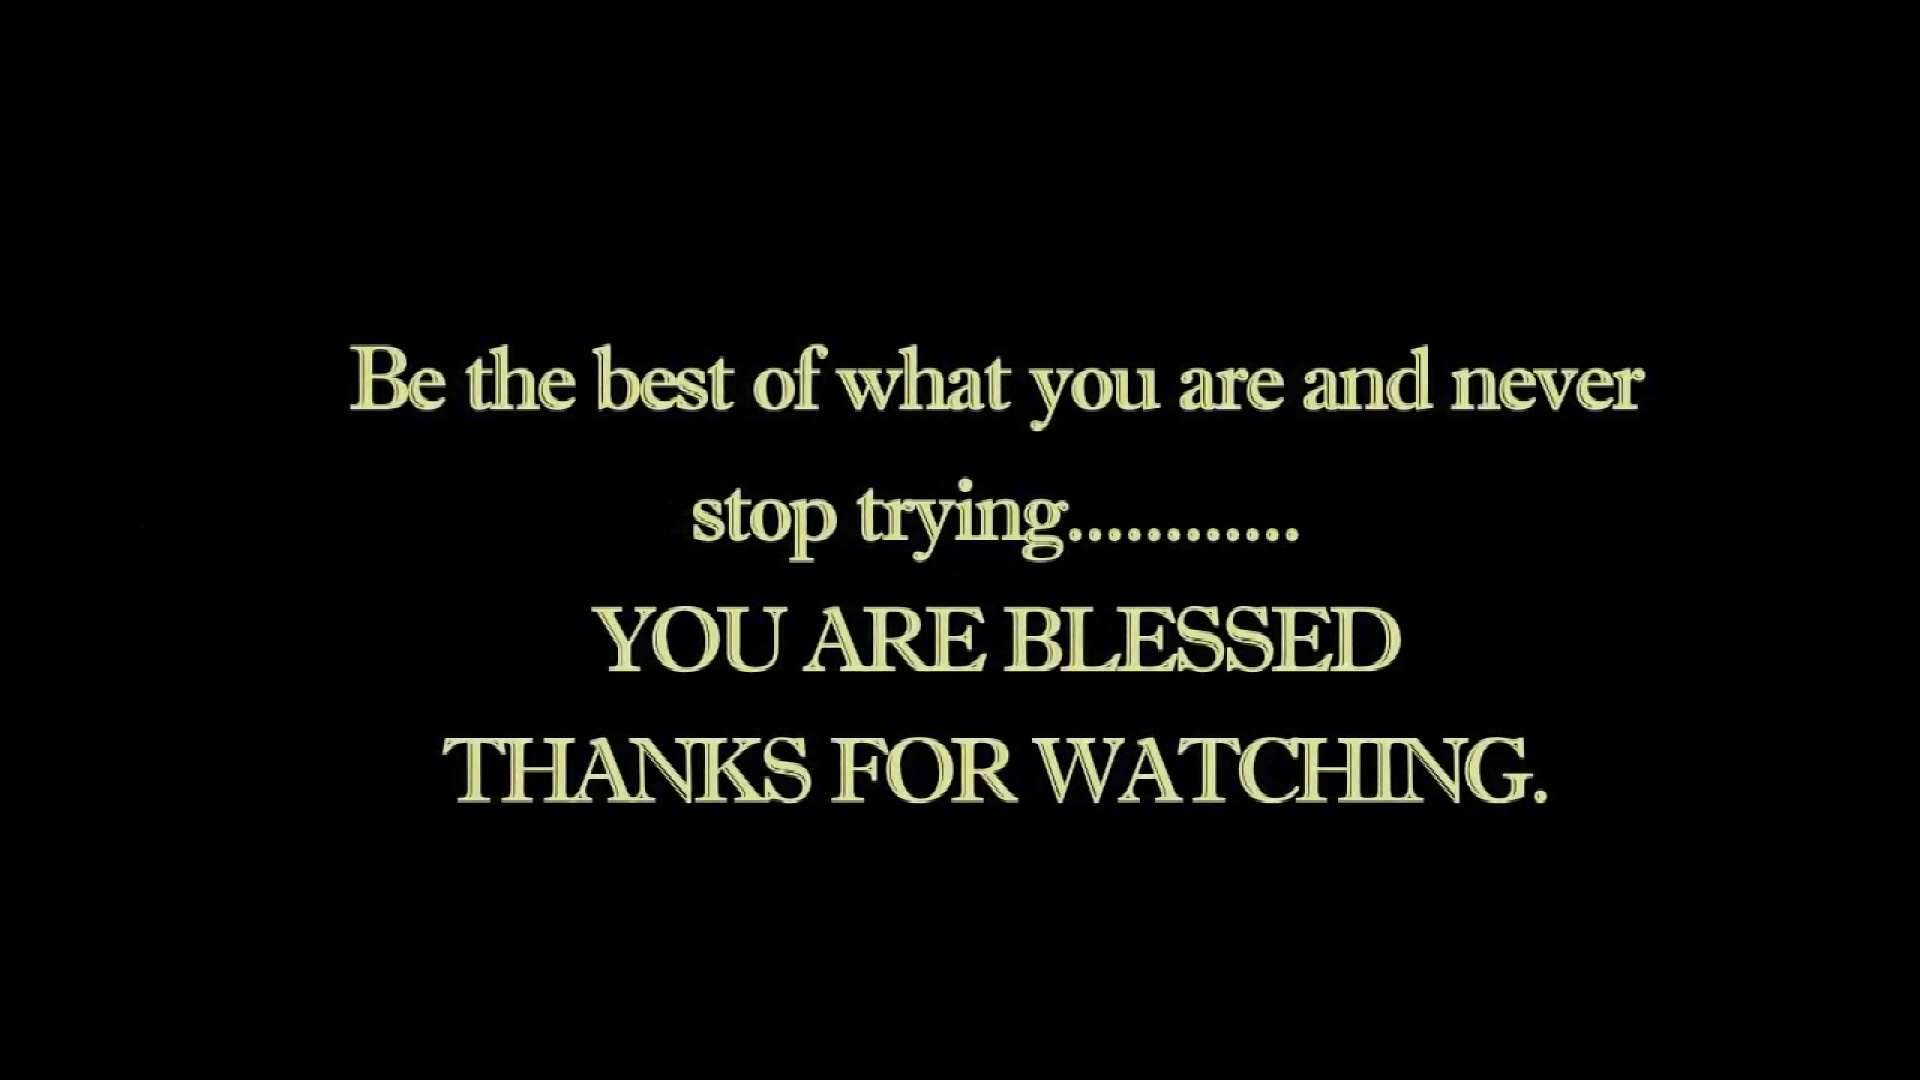 Be the best of what you are and never
stop trying............
YOU ARE BLESSED
THANKS FOR WATCHING.